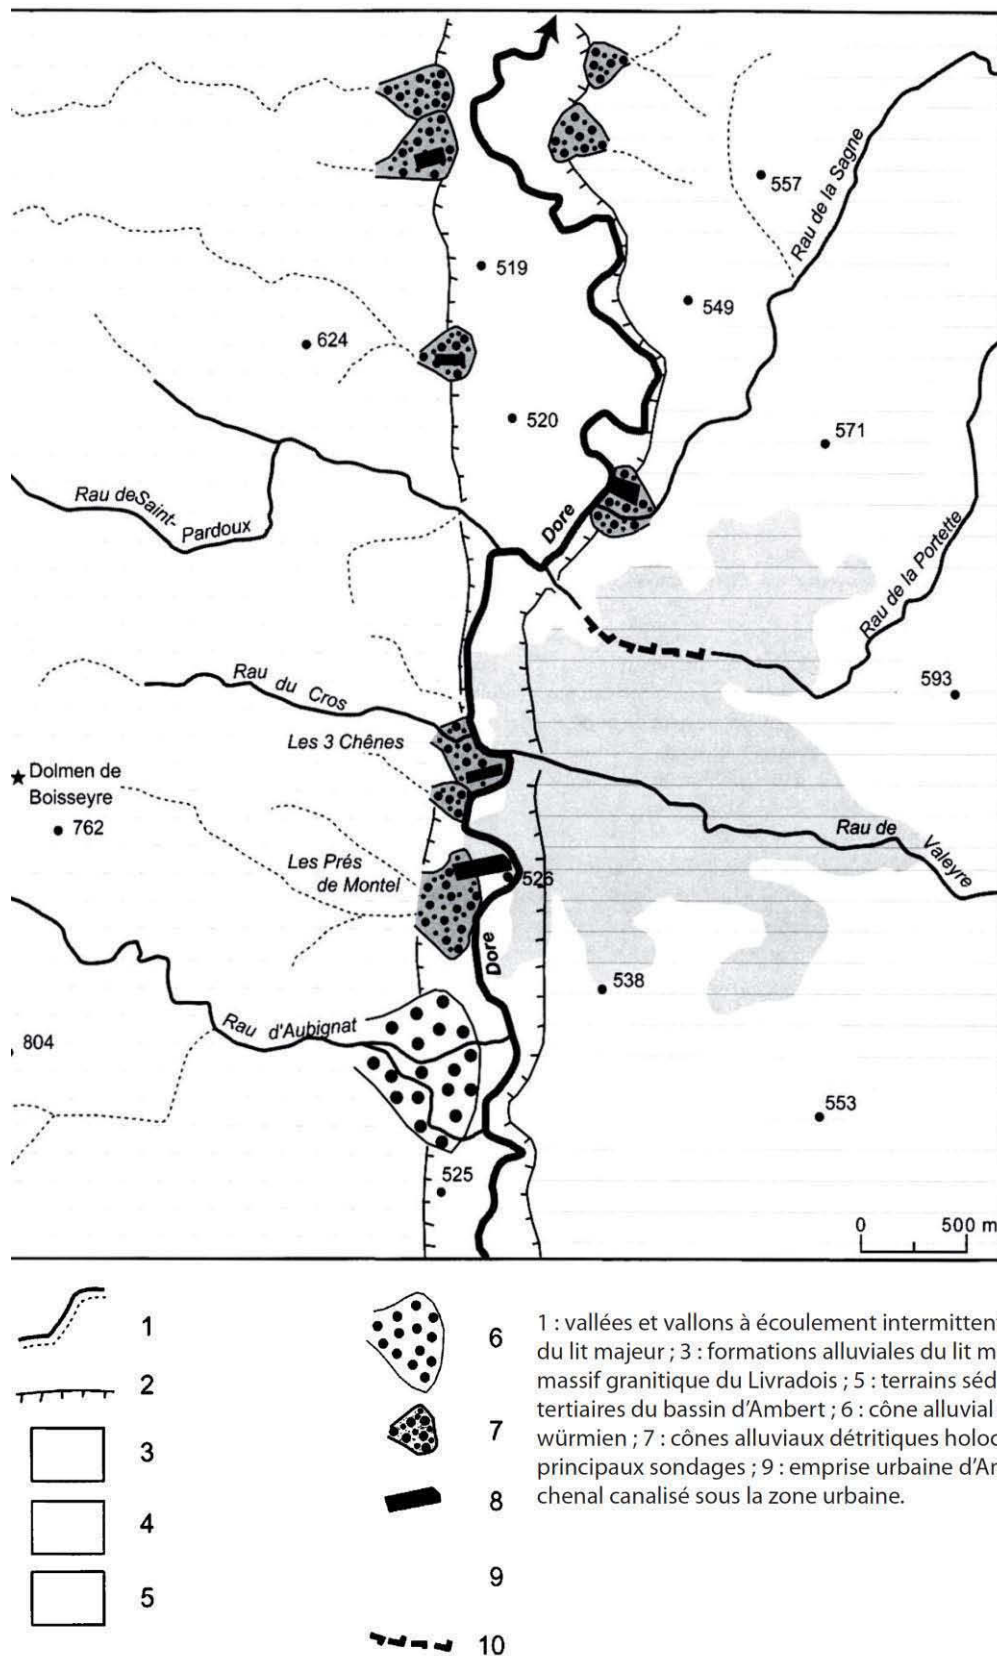 557
Rau de la Sagne
519
549
624
520
571
Rau de Saint-
Pardoux
Dore
Rau de la Portette
Rau du Cros
593
Les 3 Chênes
Dolmen de
Boisseyre
762
Rau de
Valeyre
Les Prés
de Montel
526
Dore
538
Rau d'Aubignat
804
553
525
0 500 m
1
2
3
4
5
6
7
8
9
10
1 : vallées et vallons à écoulement intermitten
du lit majeur ; 3 : formations alluviales du lit m
massif granitique du Livradois ; 5 : terrains séd
tertiaires du bassin d'Ambert ; 6 : cône alluvial
würmien ; 7 : cônes alluviaux détritiques holoc
principaux sondages ; 9 : emprise urbaine d'A
chenal canalisé sous la zone urbaine.